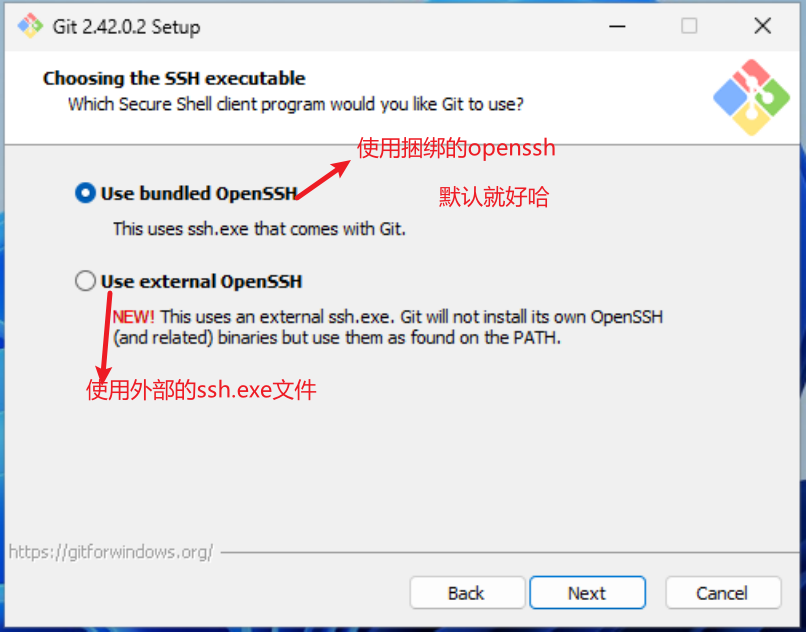 Git 2.42.0.2 Setup
Choosing the SSH executable
Which Secure Shell client program would you like Git to use?
使用捆绑的openssh
Use bundled OpenSSH
默认就好哈
This uses ssh.exe that comes with Git.
Use external OpenSSH
NEW! This uses an external ssh.exe. Git will not install its own OpenSSH
(and related) binaries but use them as found on the PATH.
使用外部的ssh.exe文件
https://gitforwindows.org/
Back
Next
Cancel